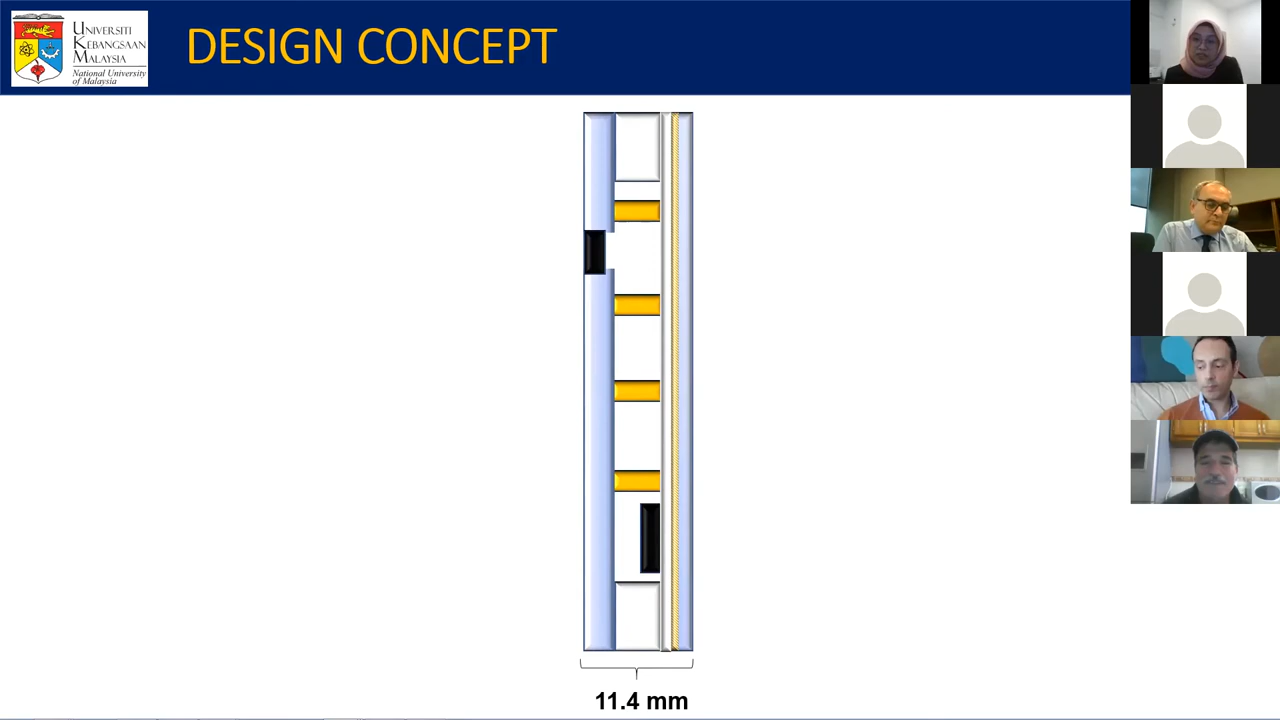 UNIVERSITI
KEBANGSAAN
MALAYSIA
National University
of Malaysia
DESIGN CONCEPT
11.4 mm